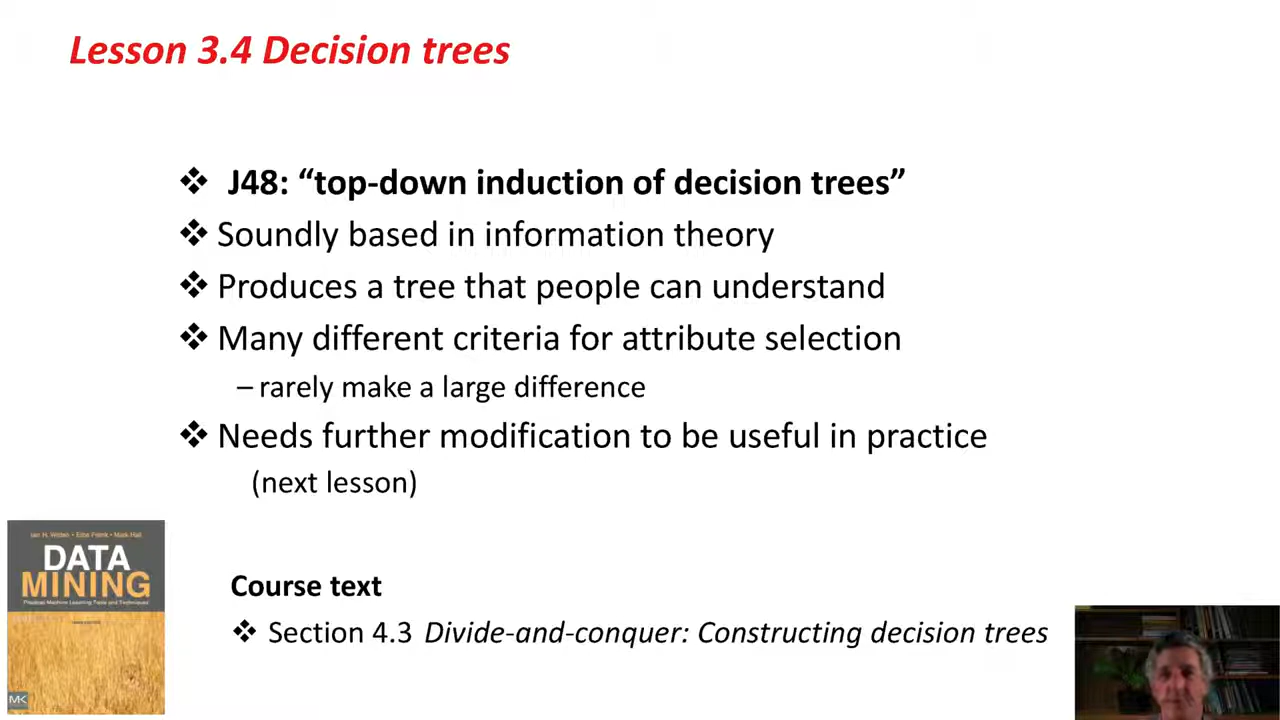 Lesson 3.4 Decision trees
❖ J48: “top-down induction of decision trees”
❖ Soundly based in information theory
❖ Produces a tree that people can understand
❖ Many different criteria for attribute selection
– rarely make a large difference
❖ Needs further modification to be useful in practice
(next lesson)
Ian H. Witten • Eibe Frank • Mark Hall
DATA
MINING
Practical Machine Learning Tools and Techniques
MK
Course text
❖ Section 4.3 Divide-and-conquer: Constructing decision trees